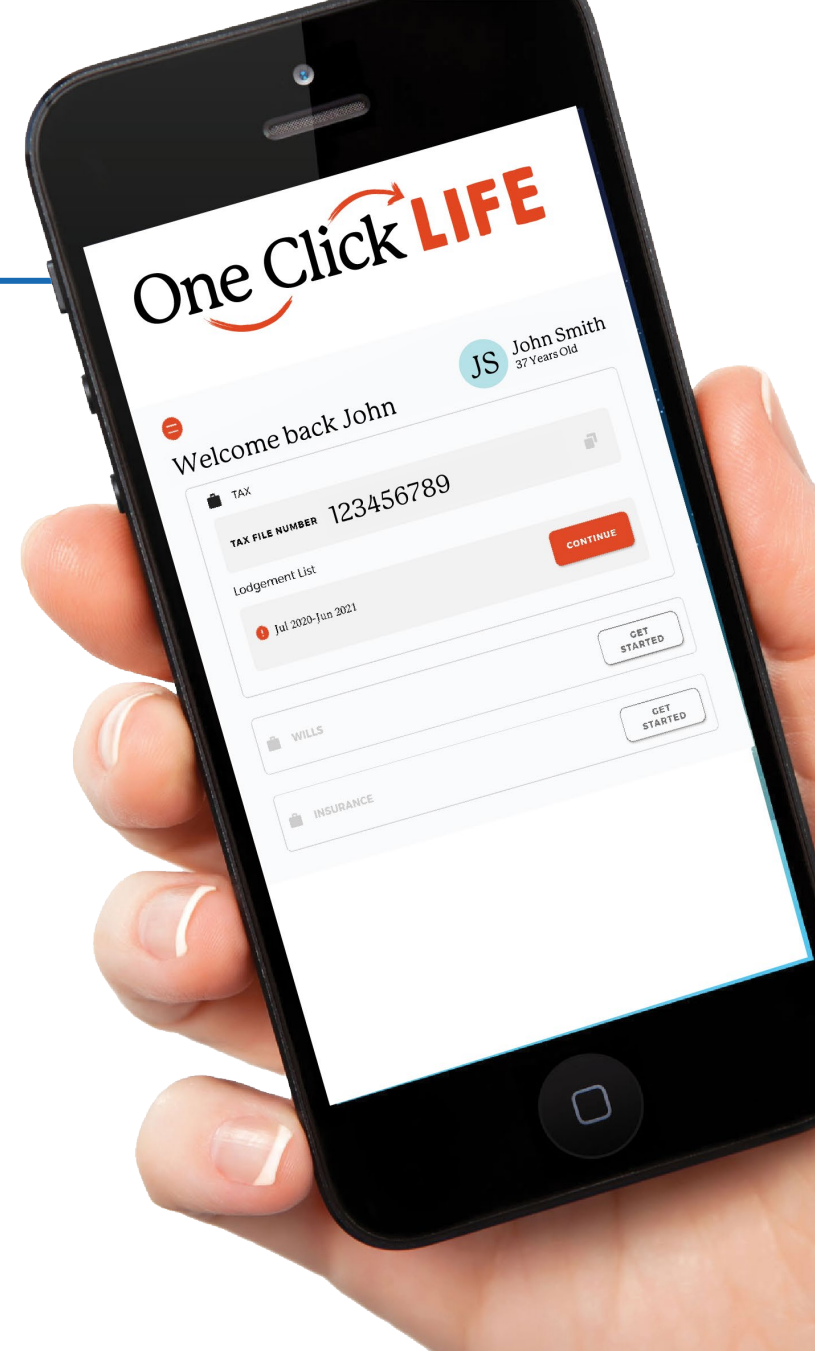 One Click LIFE
JS
John Smith
37 Years Old
Welcome back John
TAX
TAX FILE NUMBER 123456789
Lodgement List
Jul 2020-Jun 2021
CONTINUE
WILLS
GET
STARTED
INSURANCE
GET
STARTED